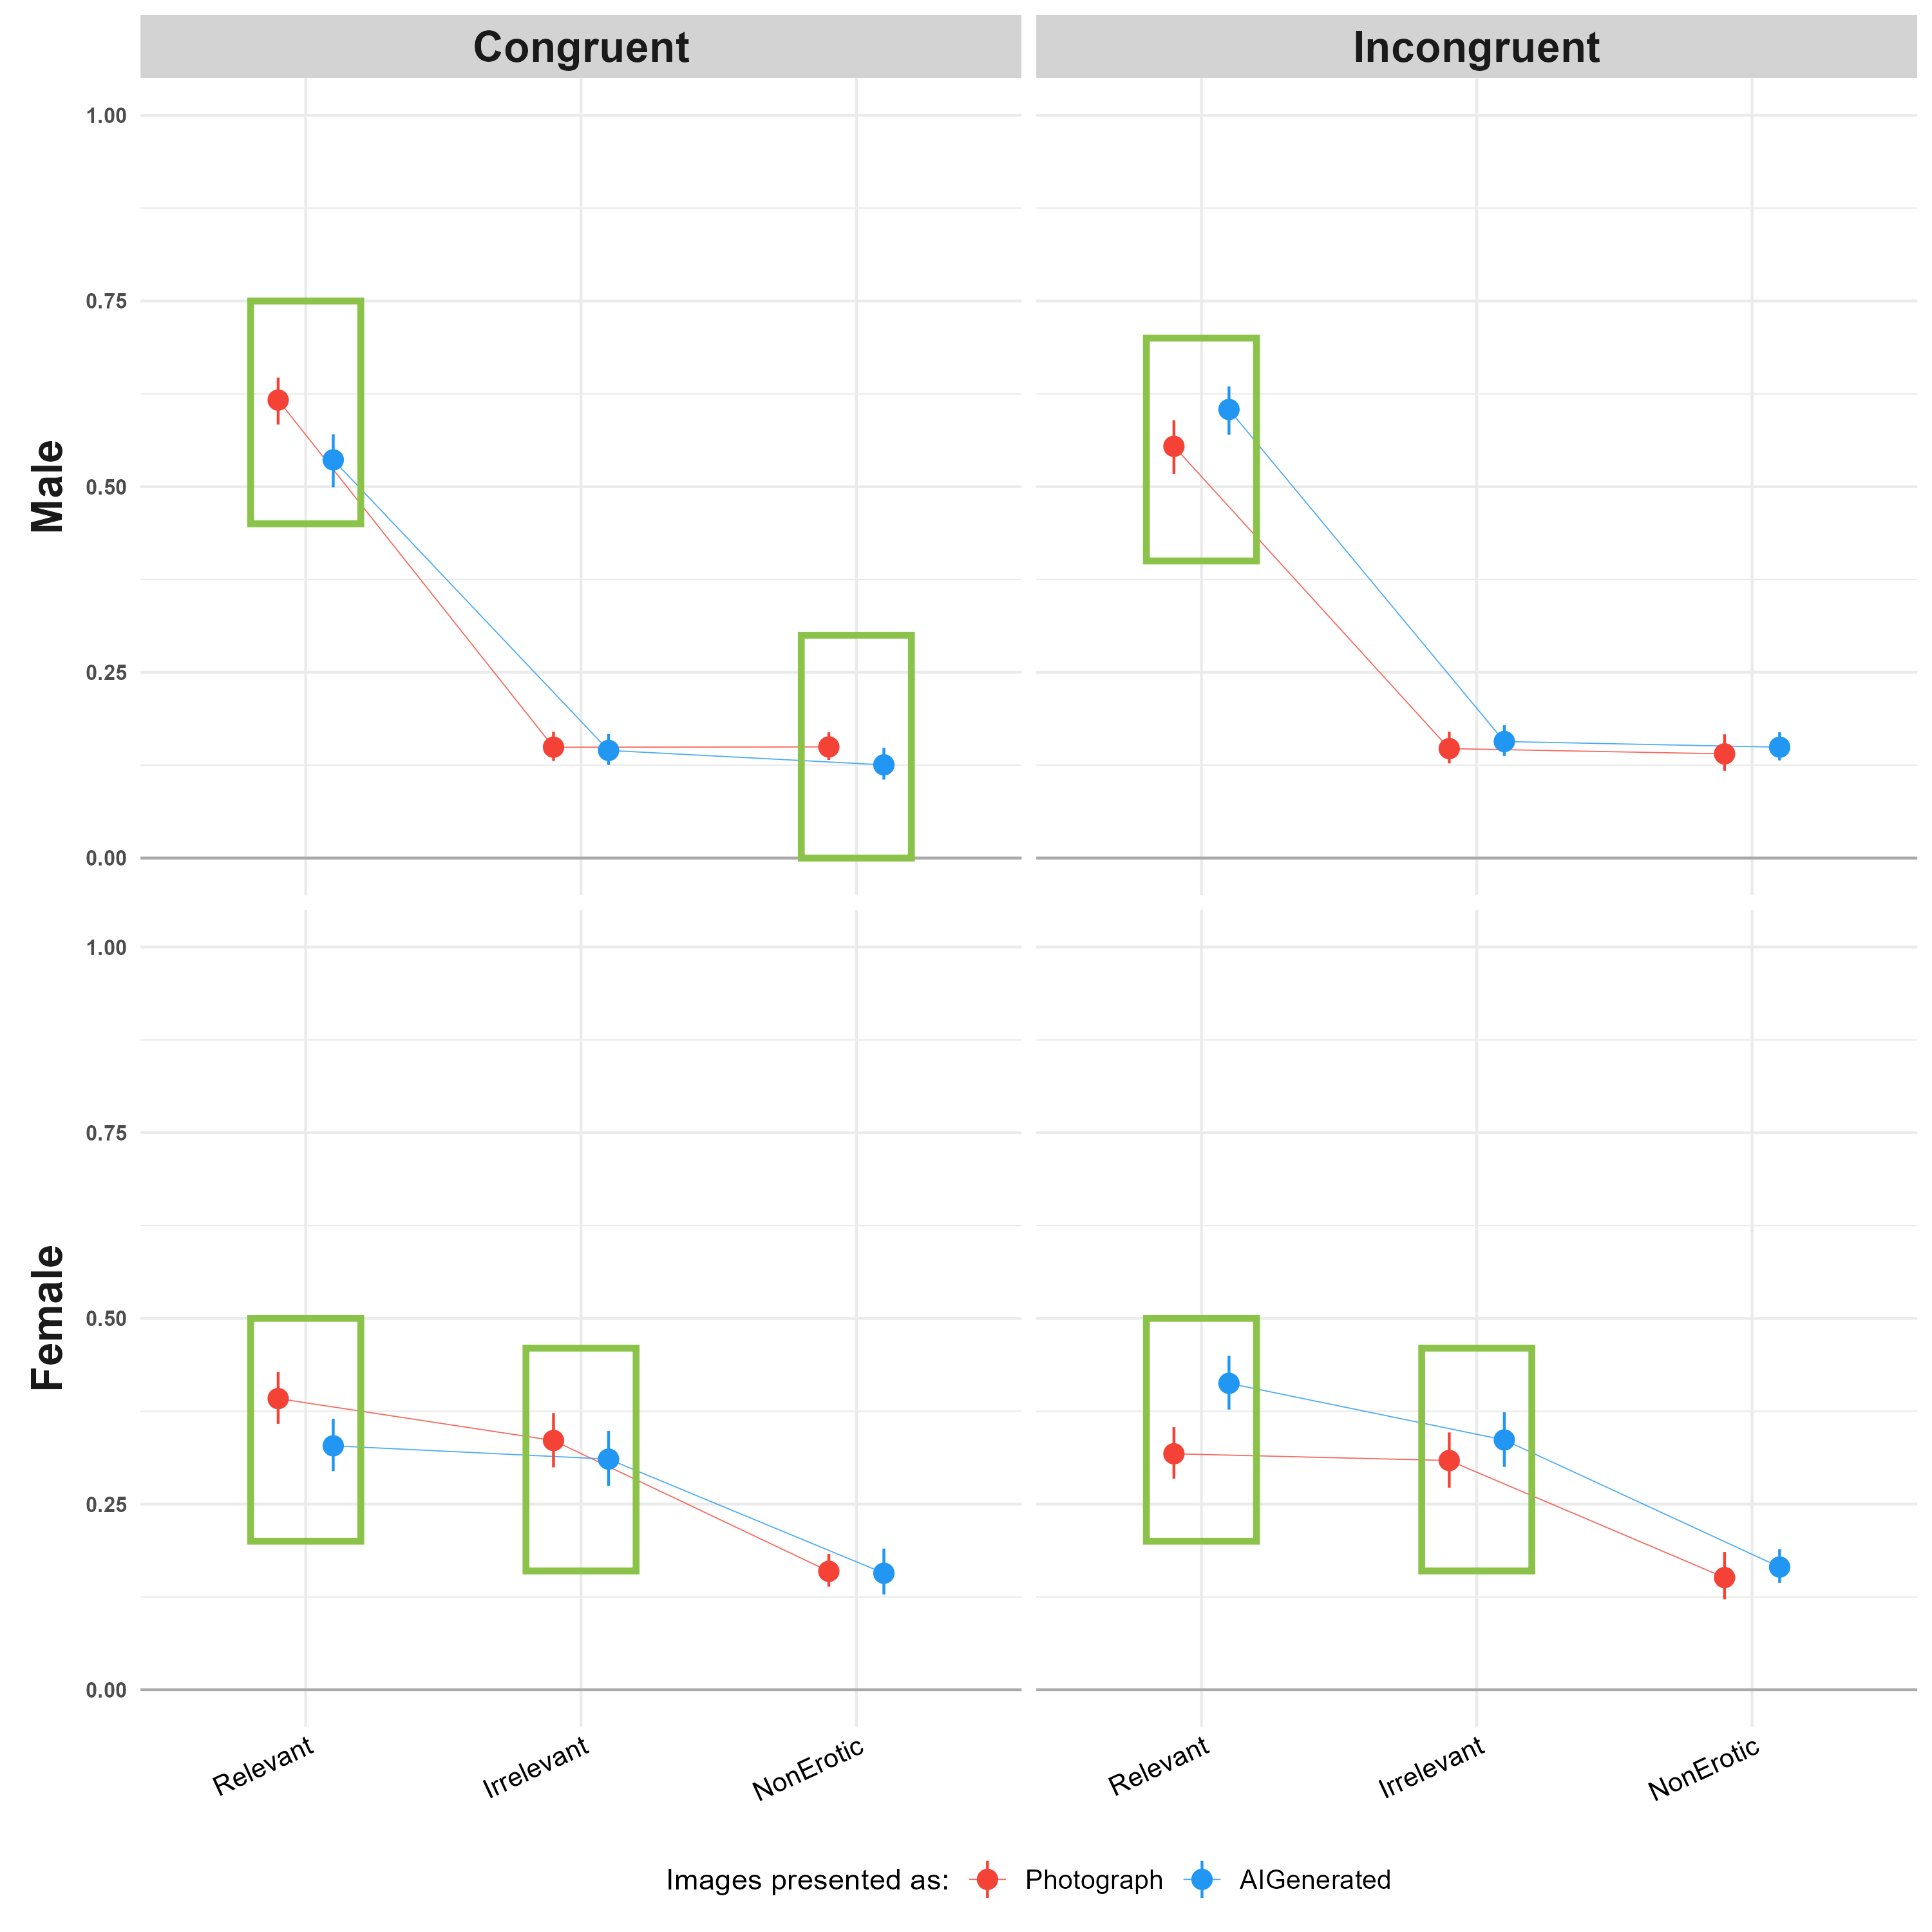 Congruent
Incongruent
Male
1.00
0.75
0.50
0.25
0.00
Female
1.00
0.75
0.50
0.25
0.00
Relevant
Irrelevant
NonErotic
Relevant
Irrelevant
NonErotic
Images presented as: Photograph AIGenerated